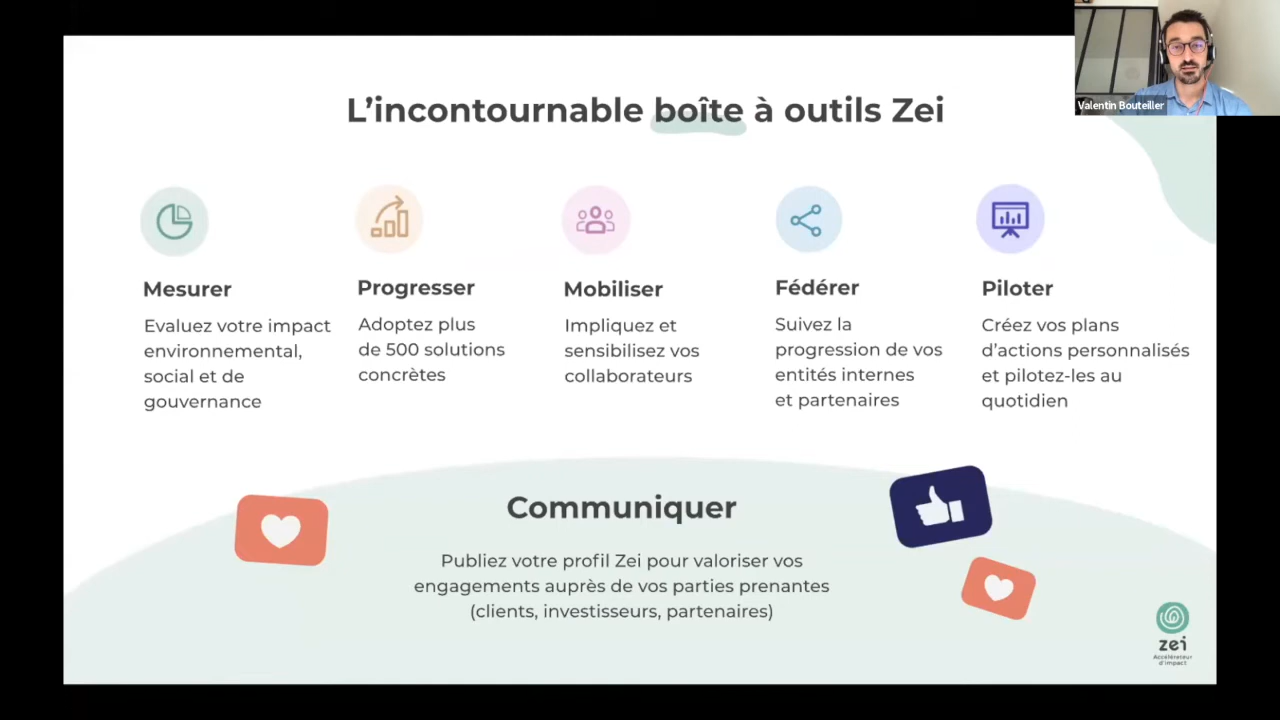 Valentin Bouteiller
L’incontournable boîte à outils Zei
Mesurer
Evaluez votre impact
environnemental,
social et de
gouvernance
Progresser
Adoptez plus
de 500 solutions
concrètes
Mobiliser
Impliquez et
sensibilisez vos
collaborateurs
Fédérer
Suivez la
progression de vos
entités internes
et partenaires
Piloter
Créez vos plans
d’actions personnalisés
et pilotez-les au
quotidien
Communiquer
Publiez votre profil Zei pour valoriser vos
engagements auprès de vos parties prenantes
(clients, investisseurs, partenaires)
zei
Accélérateur
d’impact